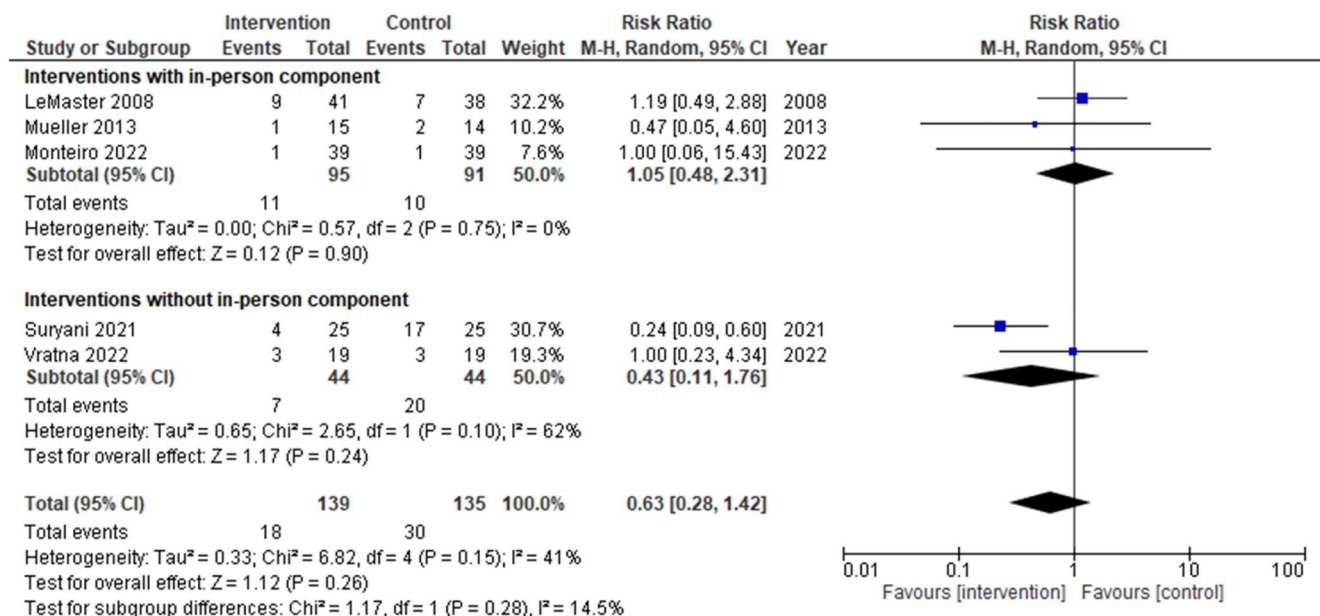 Intervention Control Risk Ratio Risk Ratio
Study or Subgroup Events Total Events Total Weight M-H, Random, 95% CI Year M-H, Random, 95% CI
Interventions with in-person component
LeMaster 2008 9 41 7 38 32.2% 1.19 [0.49, 2.88] 2008
Mueller 2013 1 15 2 14 10.2% 0.47 [0.05, 4.60] 2013
Monteiro 2022 1 39 1 39 7.6% 1.00 [0.06, 15.43] 2022
Subtotal (95% CI) 95 91 50.0% 1.05 [0.48, 2.31]
Total events 11 10
Heterogeneity: Tau² = 0.00; Chi² = 0.57, df = 2 (P = 0.75); I² = 0%
Test for overall effect: Z = 0.12 (P = 0.90)
Interventions without in-person component
Suryani 2021 4 25 17 25 30.7% 0.24 [0.09, 0.60] 2021
Vratna 2022 3 19 3 19 19.3% 1.00 [0.23, 4.34] 2022
Subtotal (95% CI) 44 44 50.0% 0.43 [0.11, 1.76]
Total events 7 20
Heterogeneity: Tau² = 0.65; Chi² = 2.65, df = 1 (P = 0.10); I² = 62%
Test for overall effect: Z = 1.17 (P = 0.24)
Total (95% CI) 139 135 100.0% 0.63 [0.28, 1.42]
Total events 18 30
Heterogeneity: Tau² = 0.33; Chi² = 6.82, df = 4 (P = 0.15); I² = 41%
Test for overall effect: Z = 1.12 (P = 0.26)
Test for subgroup differences: Chi² = 1.17, df = 1 (P = 0.28), I² = 14.5%
0.01 0.1 1 10 100
Favours [intervention] Favours [control]